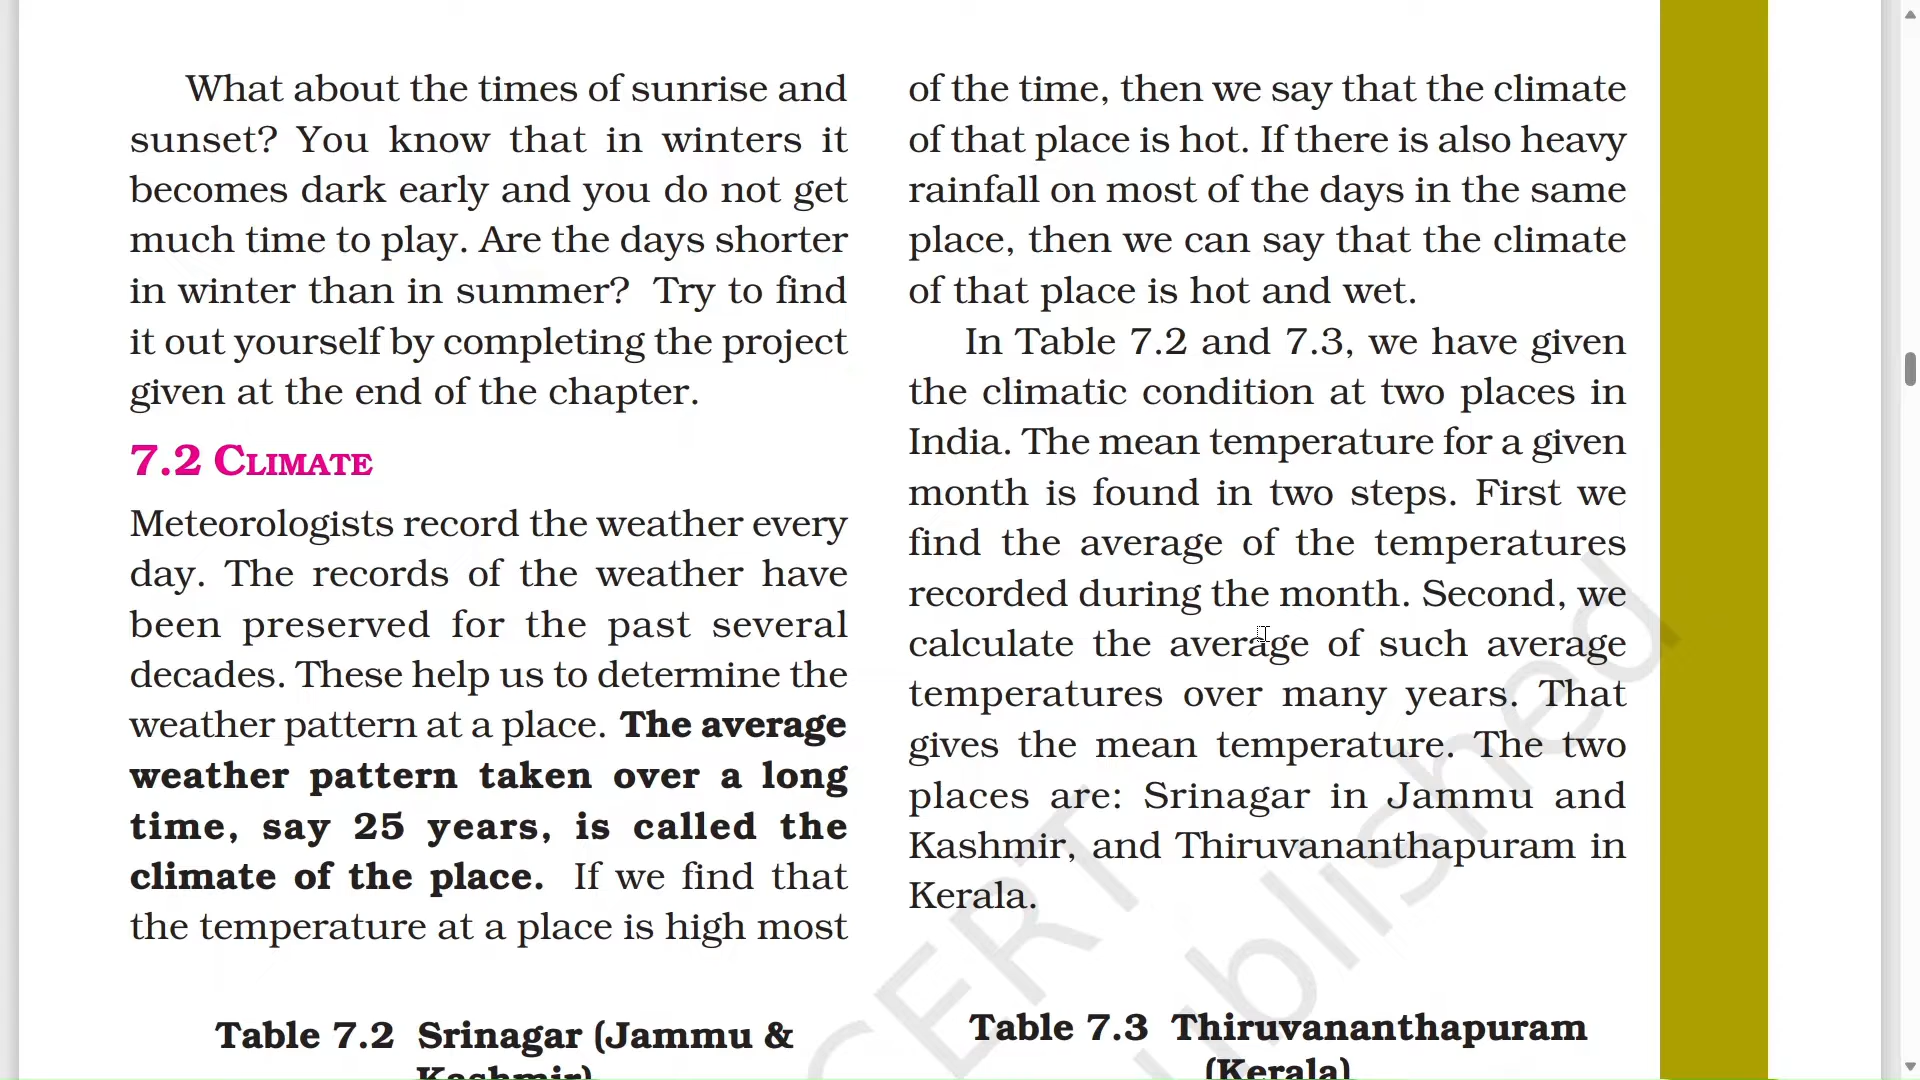 What about the times of sunrise and
sunset? You know that in winters it
becomes dark early and you do not get
much time to play. Are the days shorter
in winter than in summer? Try to find
it out yourself by completing the project
given at the end of the chapter.
7.2 CLIMATE
Meteorologists record the weather every
day. The records of the weather have
been preserved for the past several
decades. These help us to determine the
weather pattern at a place. The average
weather pattern taken over a long
time, say 25 years, is called the
climate of the place. If we find that
the temperature at a place is high most
of the time, then we say that the climate
of that place is hot. If there is also heavy
rainfall on most of the days in the same
place, then we can say that the climate
of that place is hot and wet.
In Table 7.2 and 7.3, we have given
the climatic condition at two places in
India. The mean temperature for a given
month is found in two steps. First we
find the average of the temperatures
recorded during the month. Second, we
calculate the average of such average
temperatures over many years. That
gives the mean temperature. The two
places are: Srinagar in Jammu and
Kashmir, and Thiruvananthapuram in
Kerala.
Table 7.2 Srinagar (Jammu &
Kashmir)
Table 7.3 Thiruvananthapuram
(Kerala)
CERT
ublished